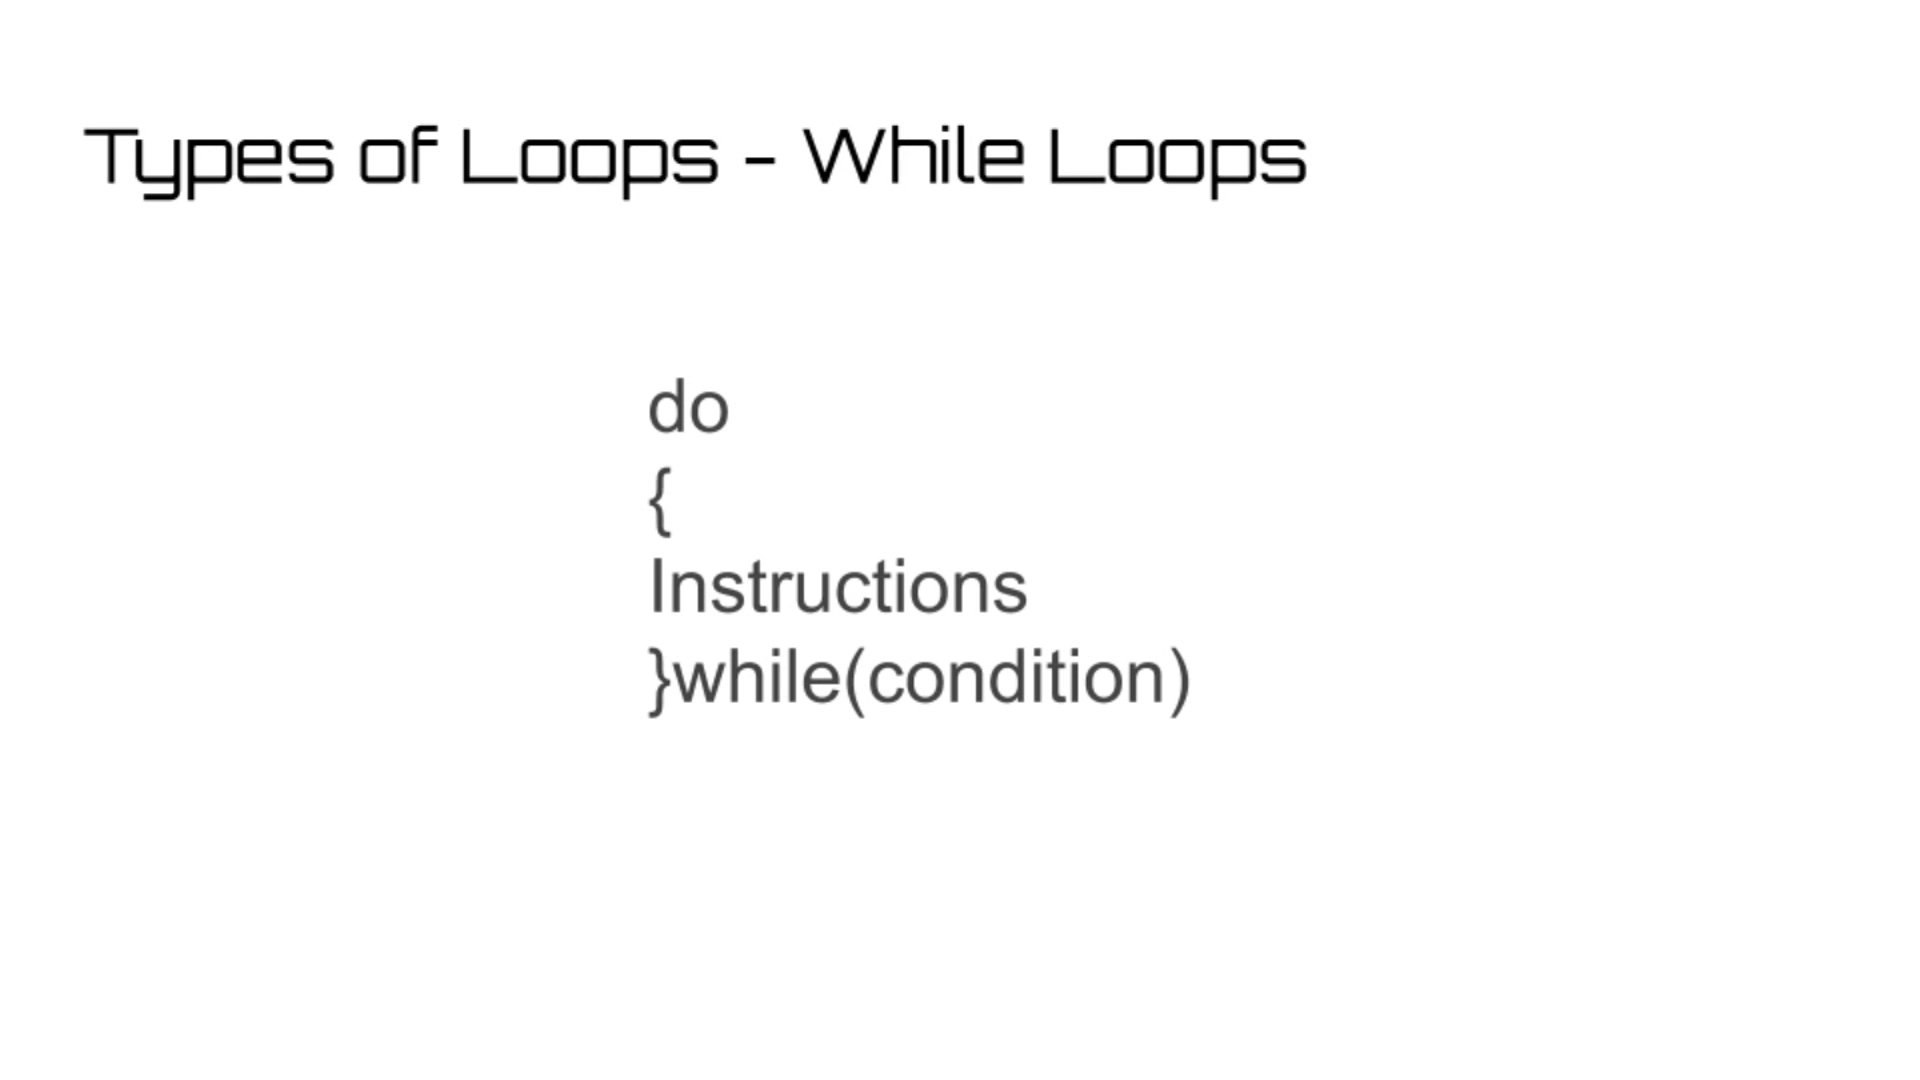 Types of Loops - While Loops
do
{
Instructions
}while(condition)